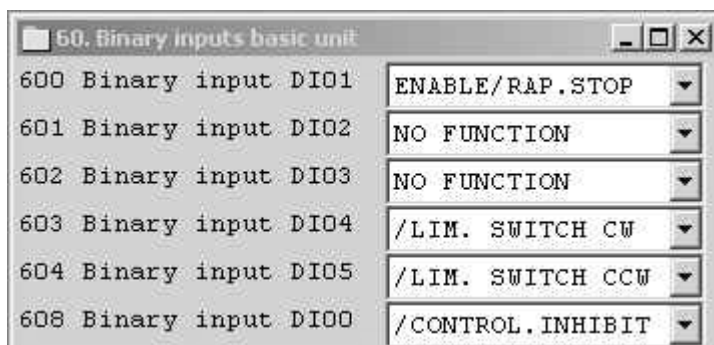 60. Binary inputs basic unit
600 Binary input DI01 ENABLE/RAP.STOP
601 Binary input DI02 NO FUNCTION
602 Binary input DI03 NO FUNCTION
603 Binary input DI04 /LIM. SWITCH CW
604 Binary input DI05 /LIM. SWITCH CCW
608 Binary input DI00 /CONTROL.INHIBIT